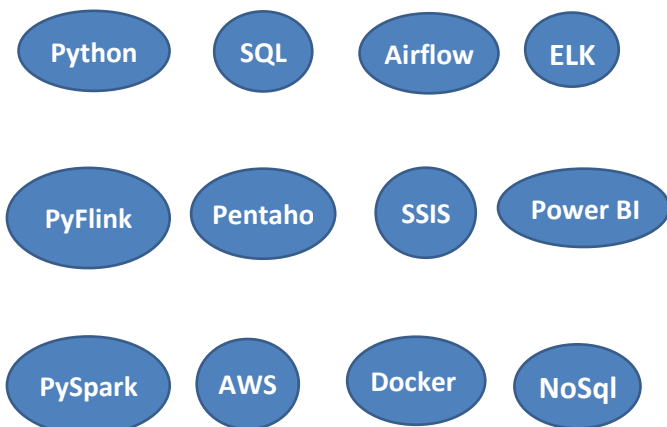 Python SQL Airflow ELK
PyFlink Pentaho SSIS Power BI
PySpark AWS Docker NoSql